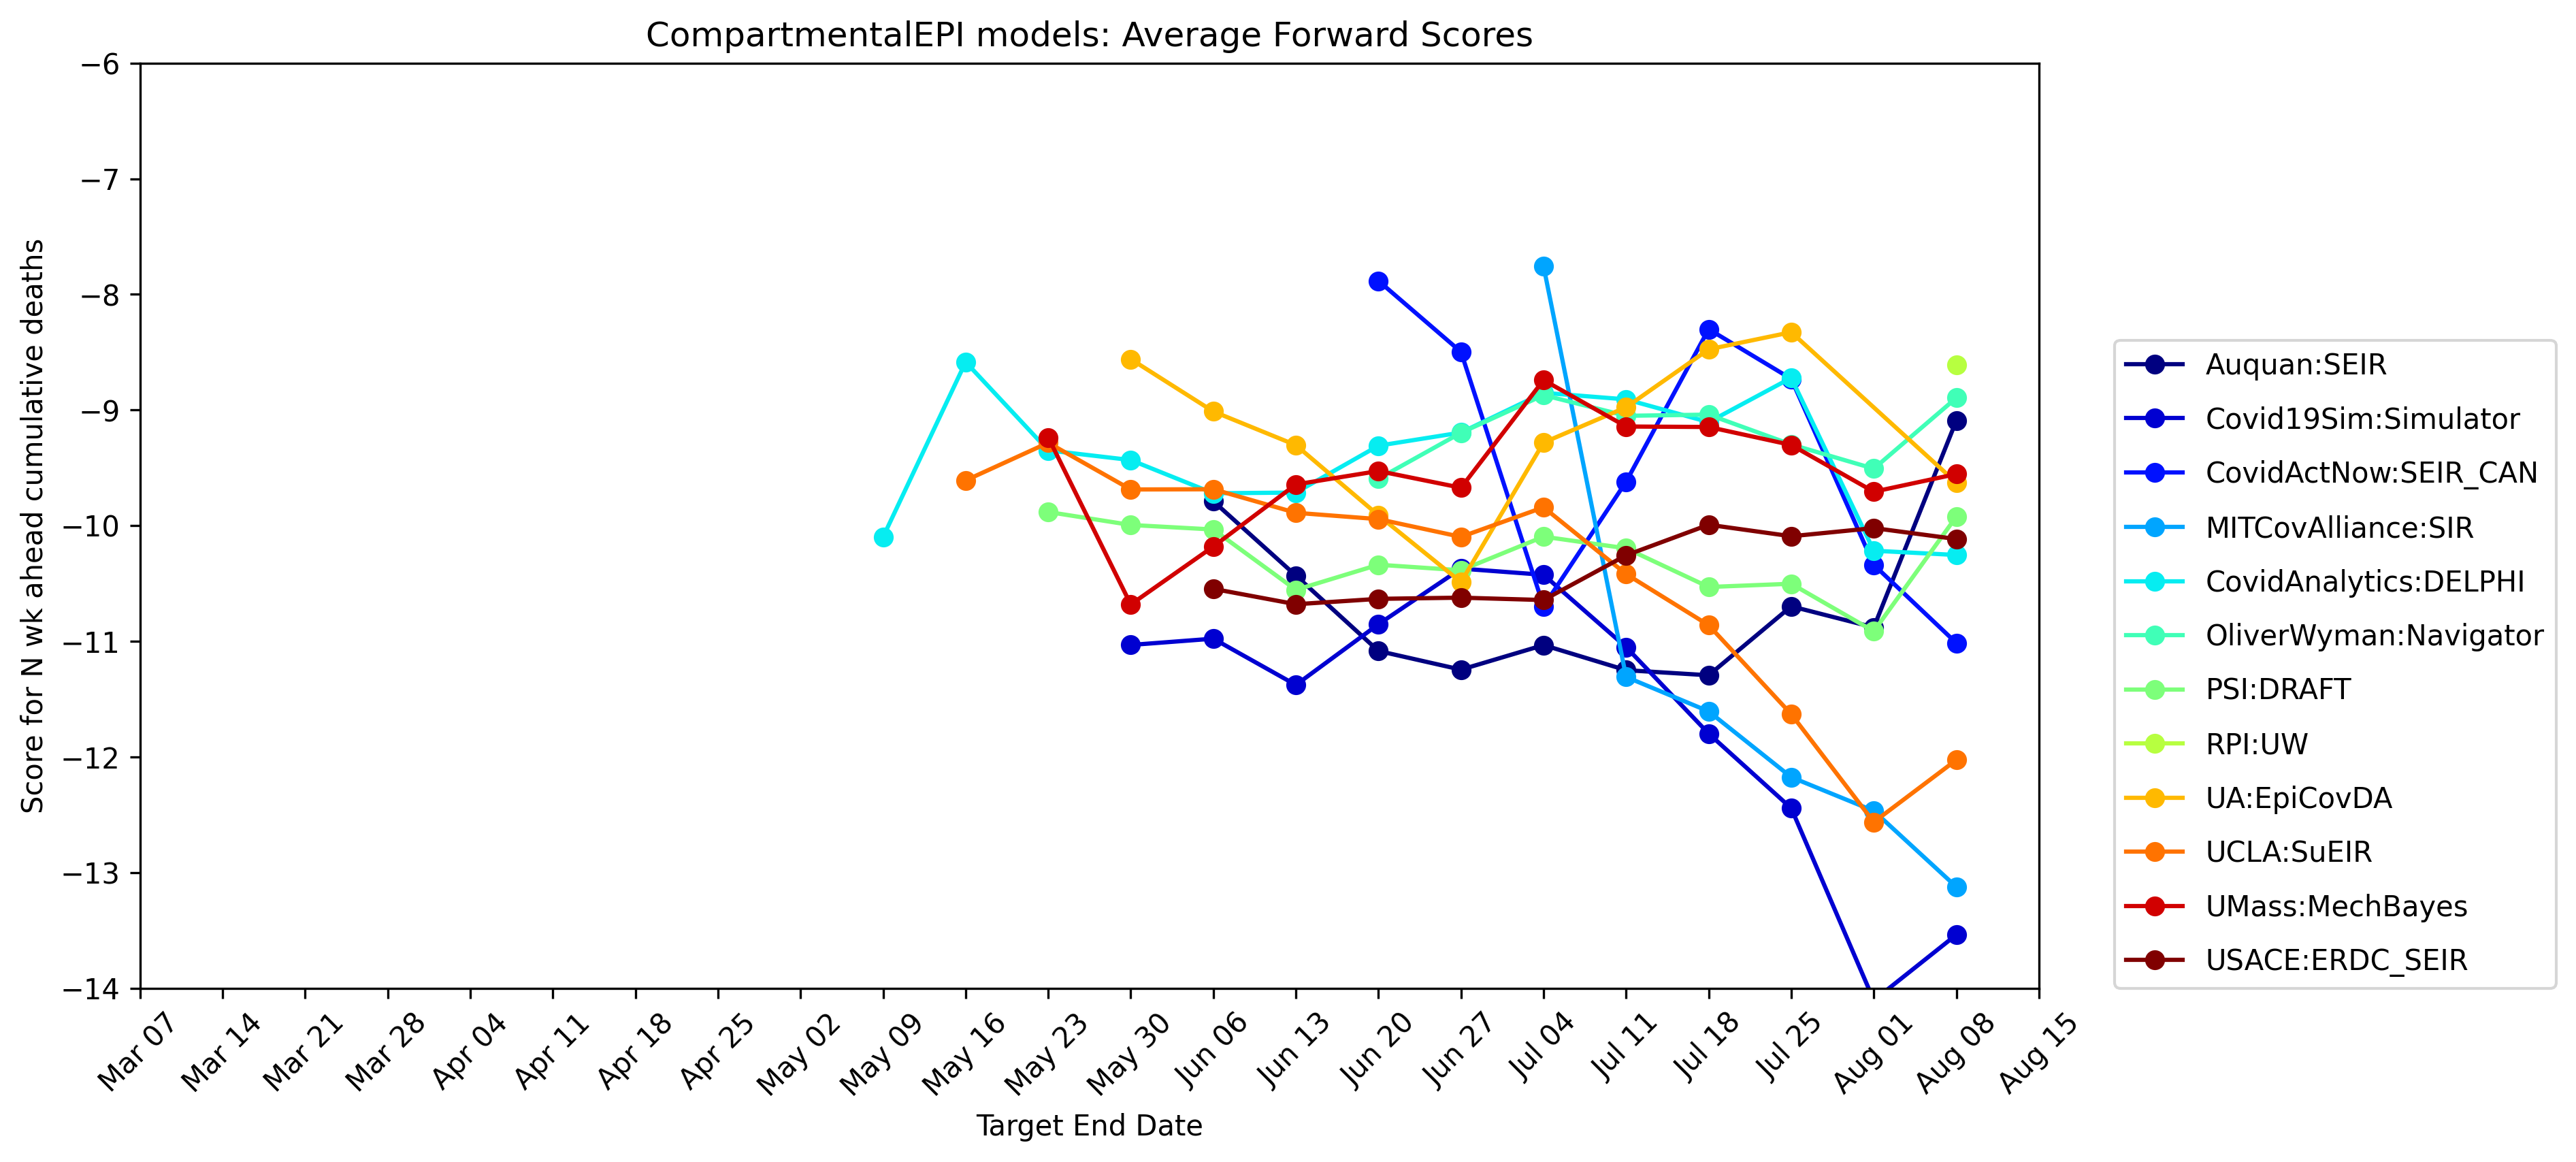 CompartmentalEPI models: Average Forward Scores
Score for N wk ahead cumulative deaths
−6
−7
−8
−9
−10
−11
−12
−13
−14
Mar 07
Mar 14
Mar 21
Mar 28
Apr 04
Apr 11
Apr 18
Apr 25
May 02
May 09
May 16
May 23
May 30
Jun 06
Jun 13
Jun 20
Jun 27
Jul 04
Jul 11
Jul 18
Jul 25
Aug 01
Aug 08
Aug 15
Target End Date
Auquan:SEIR
Covid19Sim:Simulator
CovidActNow:SEIR_CAN
MITCovAlliance:SIR
CovidAnalytics:DELPHI
OliverWyman:Navigator
PSI:DRAFT
RPI:UW
UA:EpiCovDA
UCLA:SuEIR
UMass:MechBayes
USACE:ERDC_SEIR